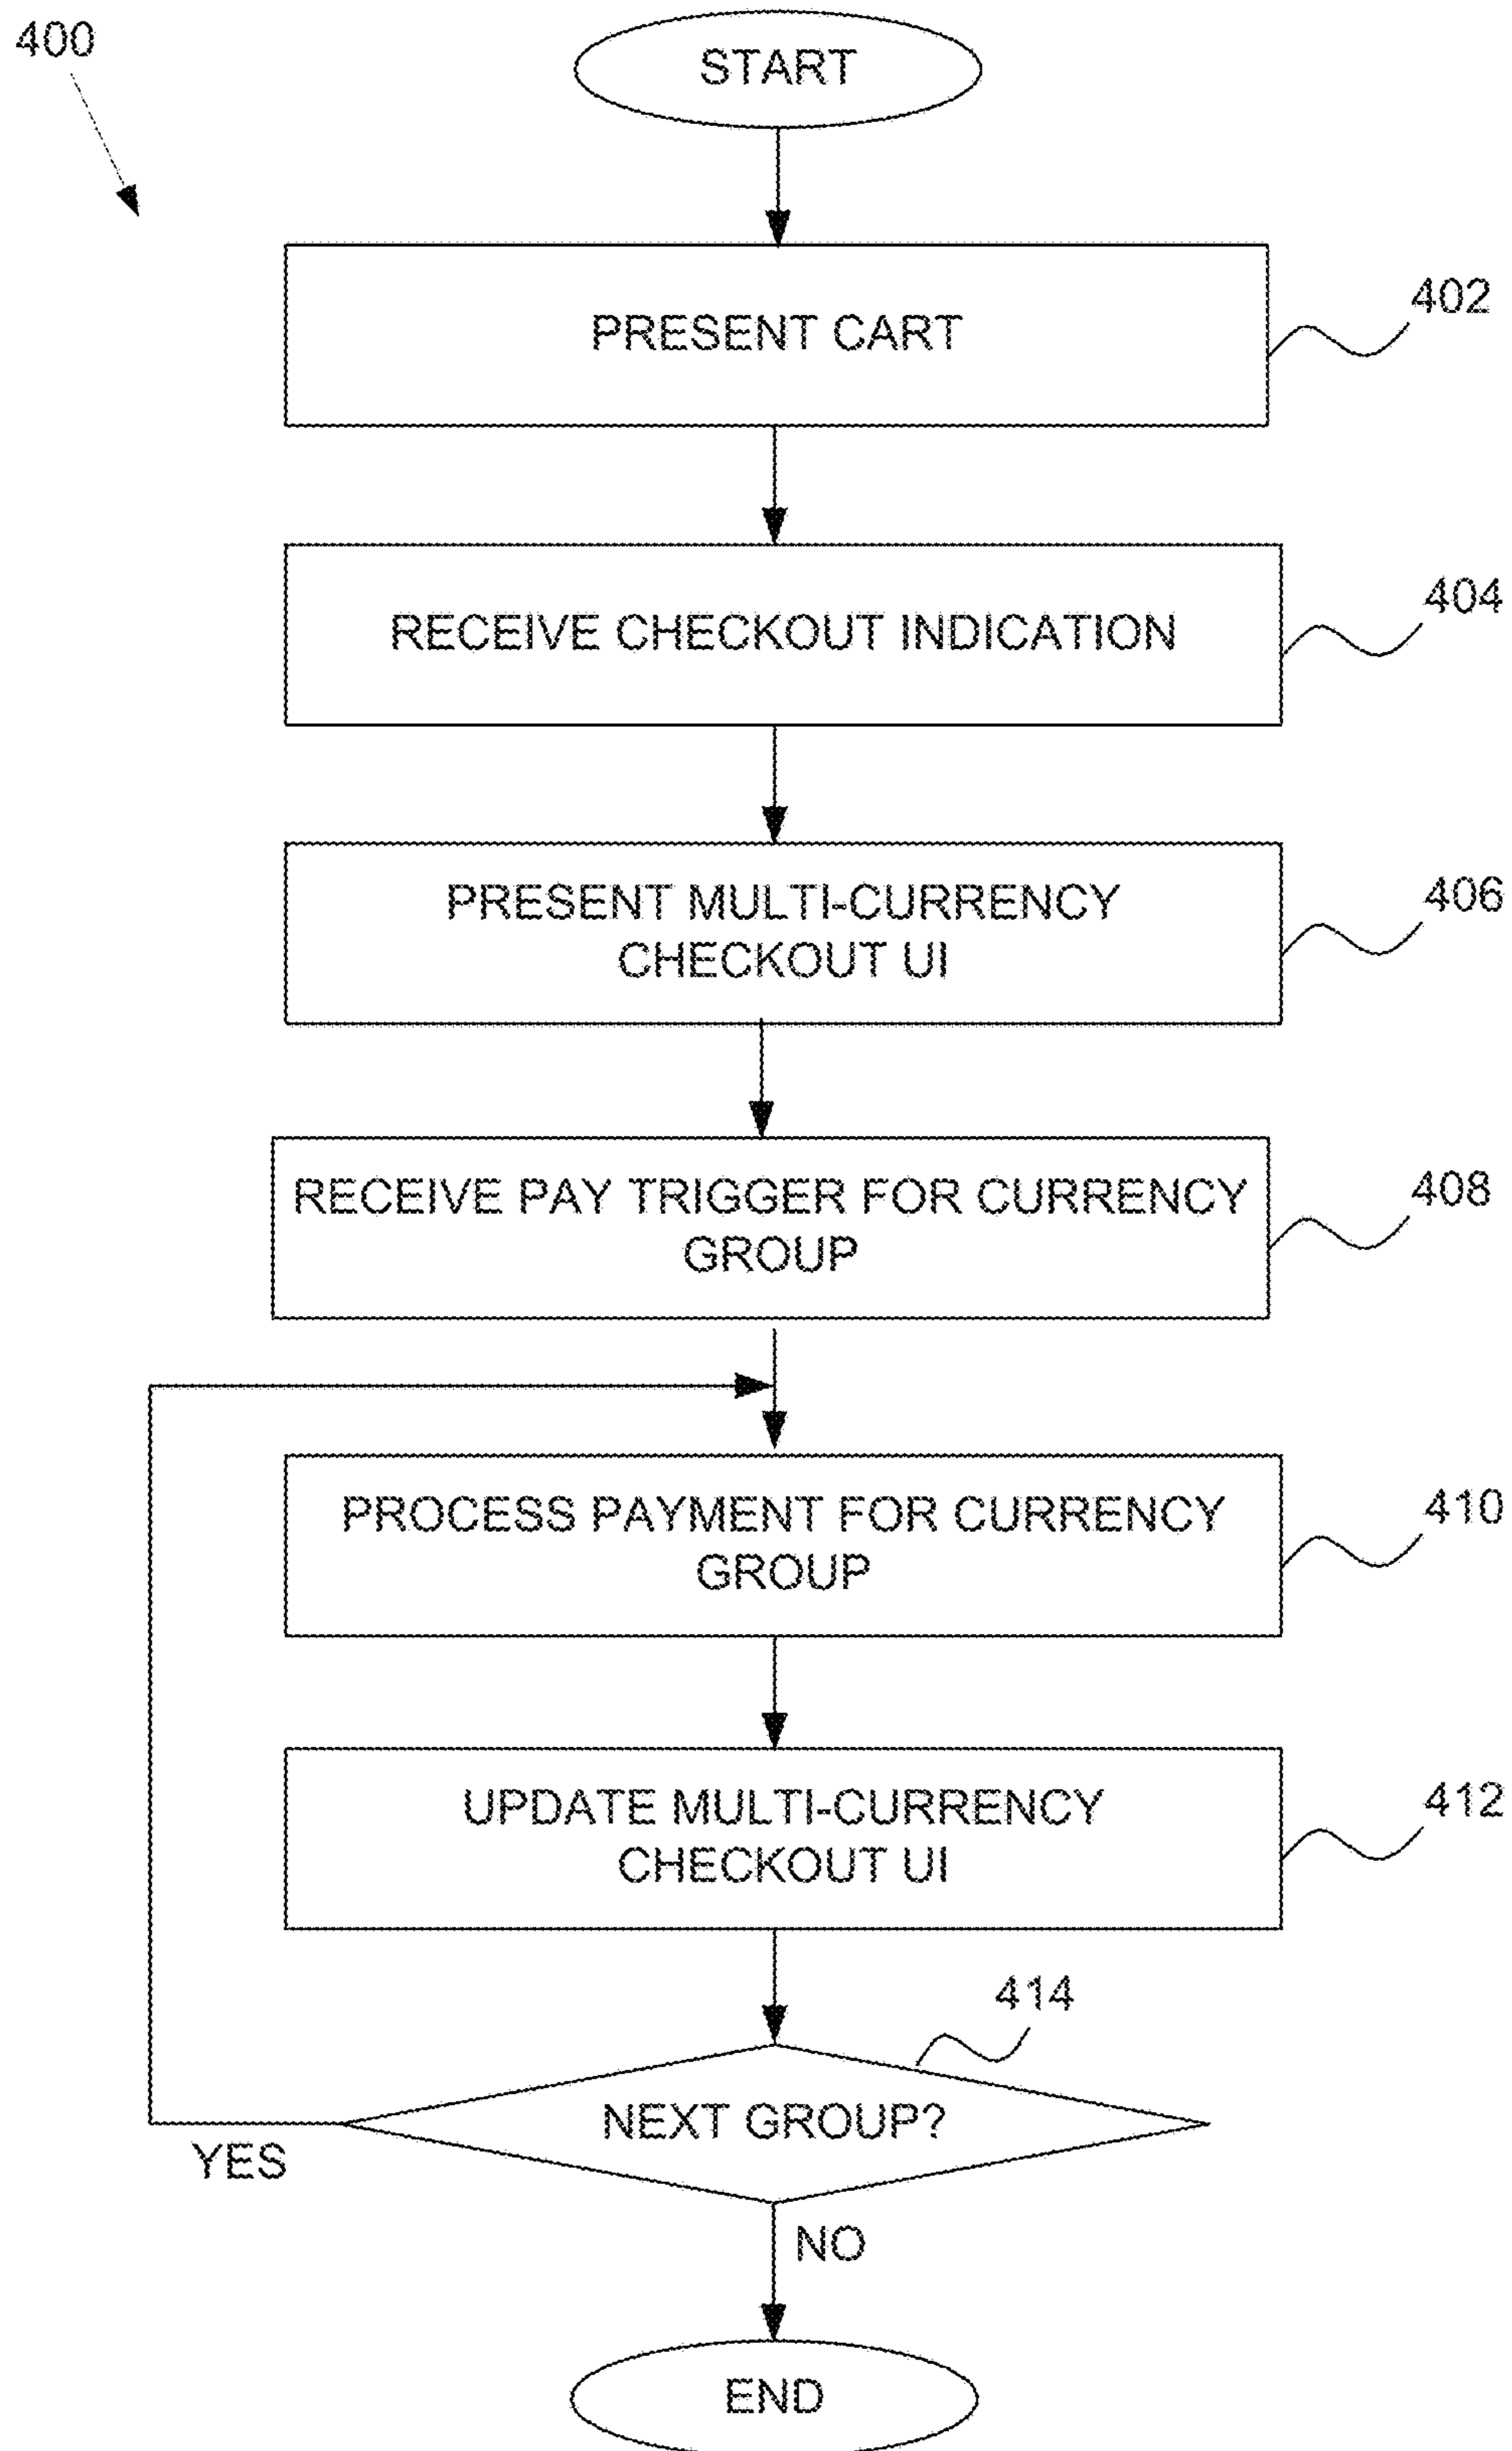 400
START
PRESENT CART
402
RECEIVE CHECKOUT INDICATION
404
PRESENT MULTI-CURRENCY
CHECKOUT UI
406
RECEIVE PAY TRIGGER FOR CURRENCY
GROUP
408
PROCESS PAYMENT FOR CURRENCY
GROUP
410
UPDATE MULTI-CURRENCY
CHECKOUT UI
412
414
NEXT GROUP?
YES
NO
END